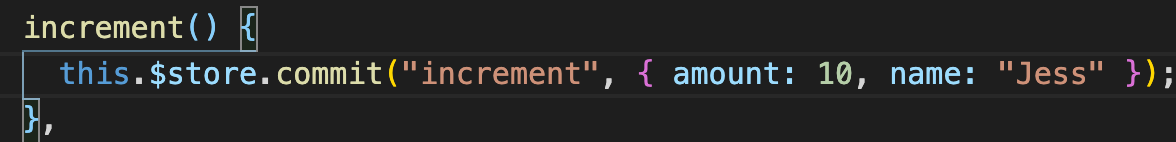 increment() {
this.$store.commit("increment", { amount: 10, name: "Jess" });
},